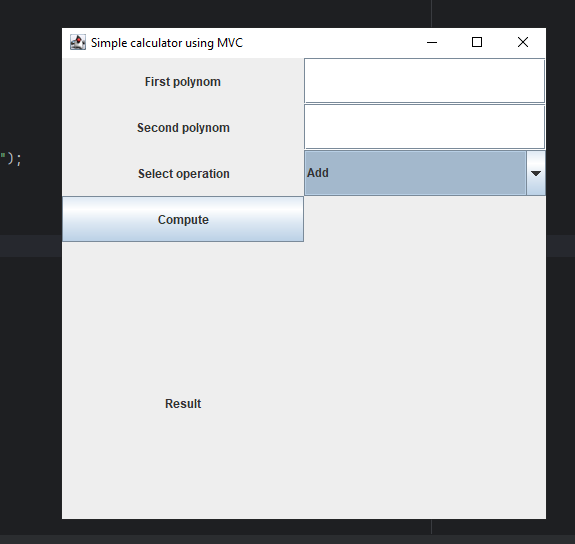 Simple calculator using MVC
First polynom
Second polynom
");
Select operation
Add
Compute
Result